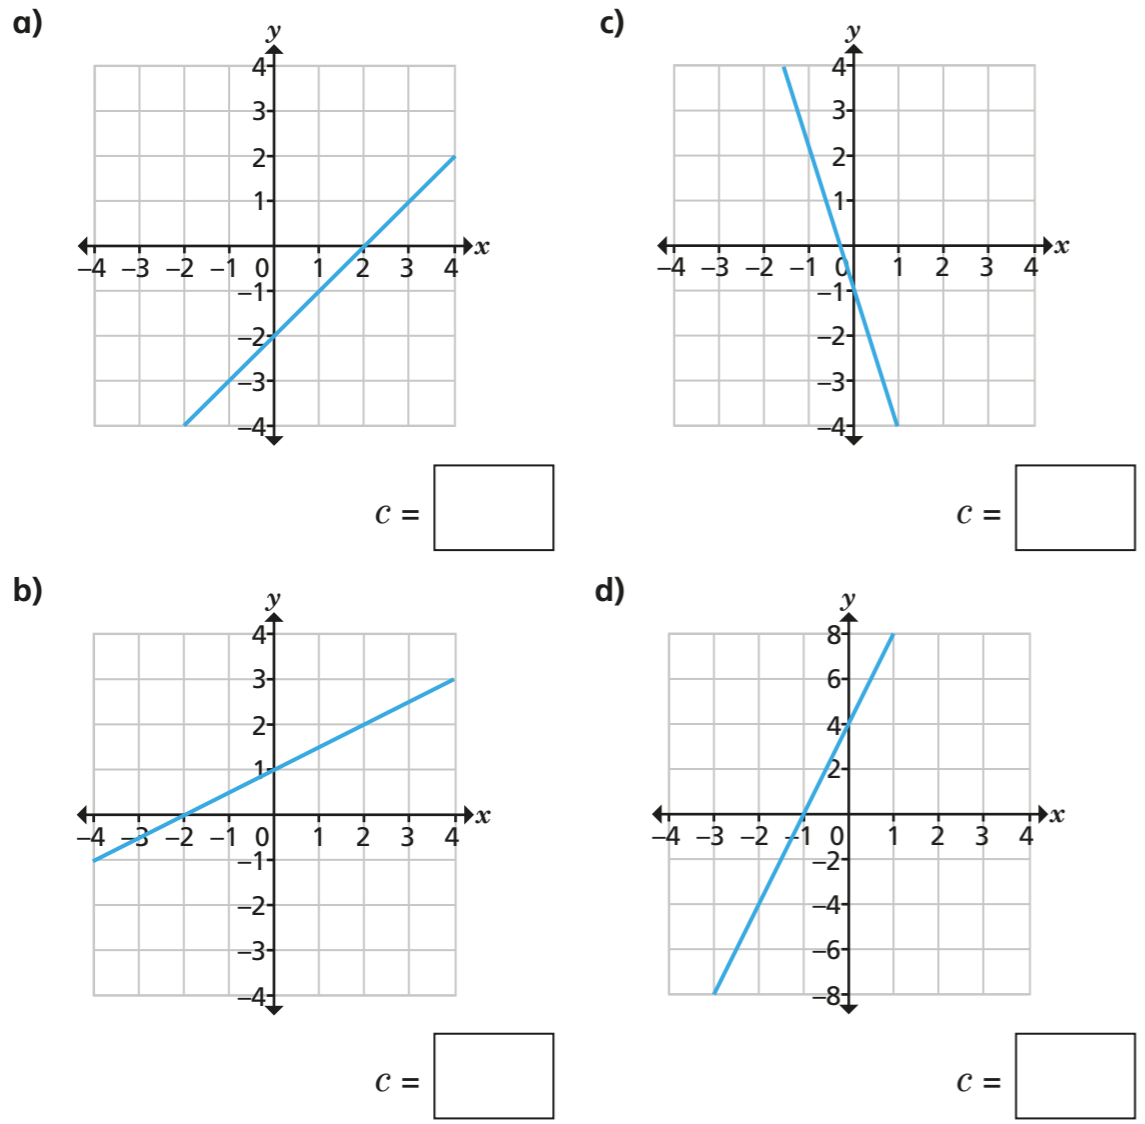 a)
y
4
3
2
1
–4 –3 –2 –1 0 1 2 3 4 x
–1
–2
–3
–4
c =
c)
y
4
3
2
1
–4 –3 –2 –1 0 1 2 3 4 x
–1
–2
–3
–4
c =
b)
y
4
3
2
1
–4 –3 –2 –1 0 1 2 3 4 x
–1
–2
–3
–4
c =
d)
y
8
6
4
2
–4 –3 –2 –1 0 1 2 3 4 x
–2
–4
–6
–8
c =